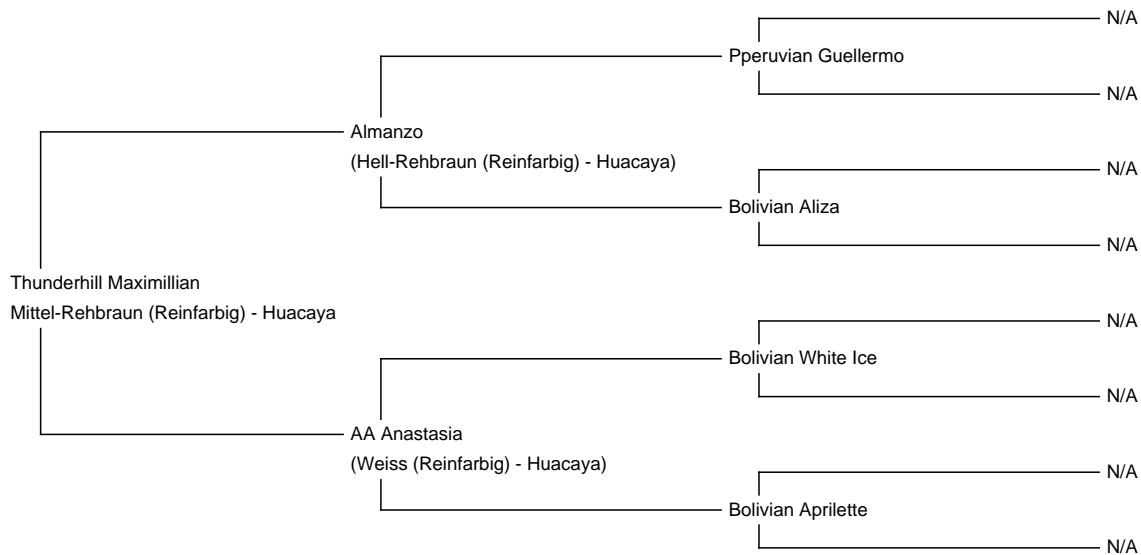 N/A
Pperuvian Guellermo
N/A
Almanzo
(Hell-Rehbraun (Reinfarbig) - Huacaya)
N/A
Bolivian Aliza
N/A
Thunderhill Maximillian
Mittel-Rehbraun (Reinfarbig) - Huacaya
N/A
Bolivian White Ice
N/A
AA Anastasia
(Weiss (Reinfarbig) - Huacaya)
N/A
Bolivian Aprilette
N/A